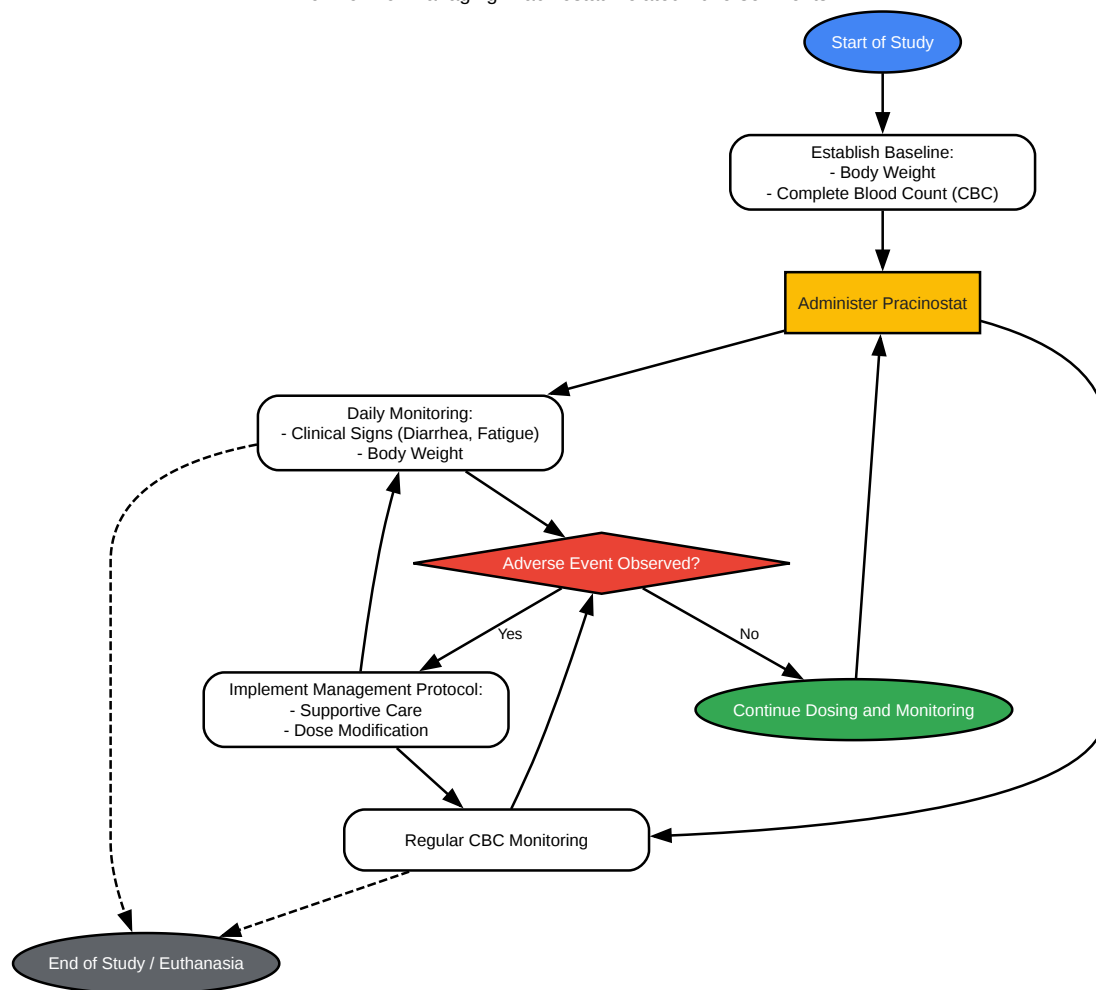 Start of Study
Establish Baseline:
- Body Weight
- Complete Blood Count (CBC)
Administer Pracinostat
Daily Monitoring:
- Clinical Signs (Diarrhea, Fatigue)
- Body Weight
Adverse Event Observed?
Yes
No
Implement Management Protocol:
- Supportive Care
- Dose Modification
Continue Dosing and Monitoring
Regular CBC Monitoring
End of Study / Euthanasia